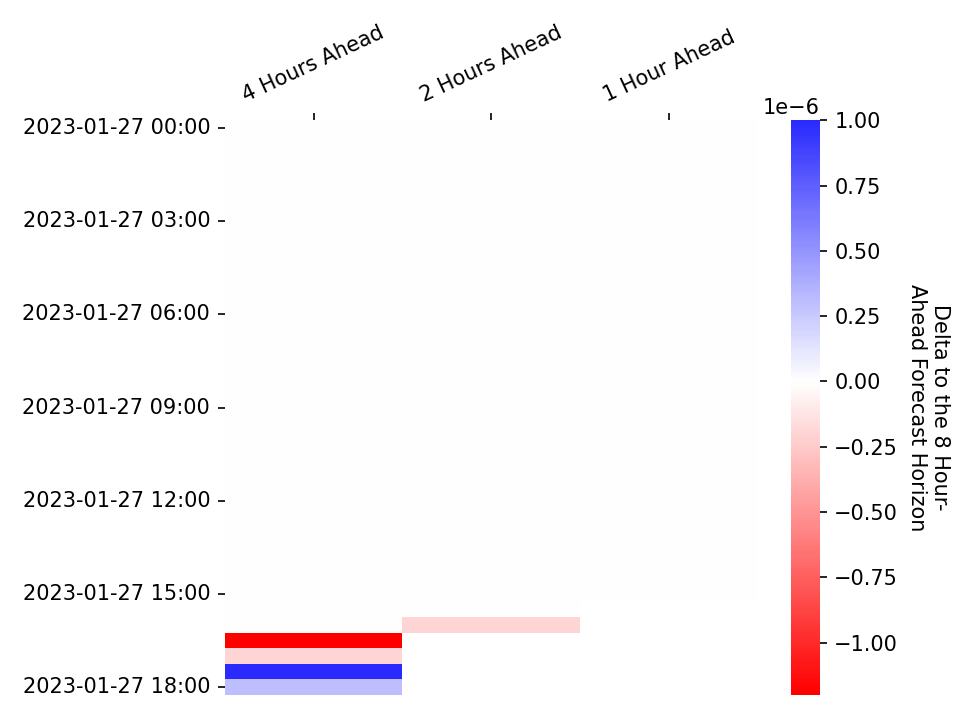 4 Hours Ahead
2 Hours Ahead
1 Hour Ahead
1e−6
2023-01-27 00:00
2023-01-27 03:00
2023-01-27 06:00
2023-01-27 09:00
2023-01-27 12:00
2023-01-27 15:00
2023-01-27 18:00
1.00
0.75
0.50
0.25
0.00
−0.25
−0.50
−0.75
−1.00
Delta to the 8 Hour-
Ahead Forecast Horizon